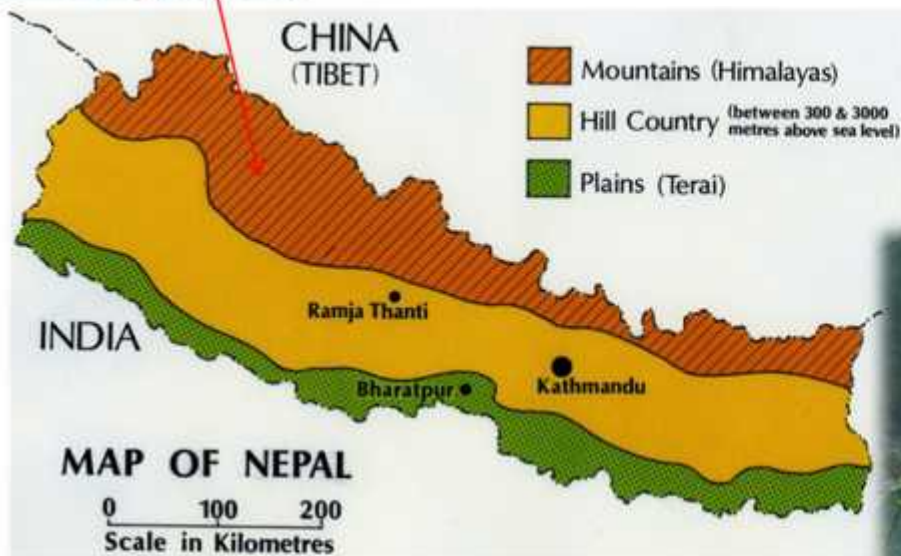 CHINA
(TIBET)
Mountains (Himalayas)
Hill Country (between 300 & 3000
metres above sea level)
Plains (Terai)
Ramja Thanti
INDIA
Kathmandu
Bharatpur
MAP OF NEPAL
0 100 200
Scale in Kilometres